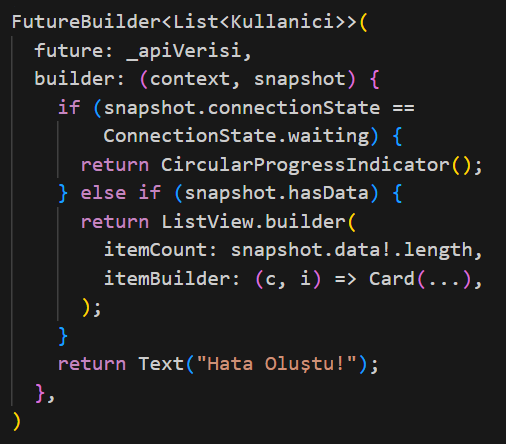 FutureBuilder<List<Kullanici>>(
  future: _apiVerisi,
  builder: (context, snapshot) {
    if (snapshot.connectionState ==
        ConnectionState.waiting) {
      return CircularProgressIndicator();
    } else if (snapshot.hasData) {
      return ListView.builder(
        itemCount: snapshot.data!.length,
        itemBuilder: (c, i) => Card(...),
      );
    }
    return Text("Hata Oluştu!");
  },
)